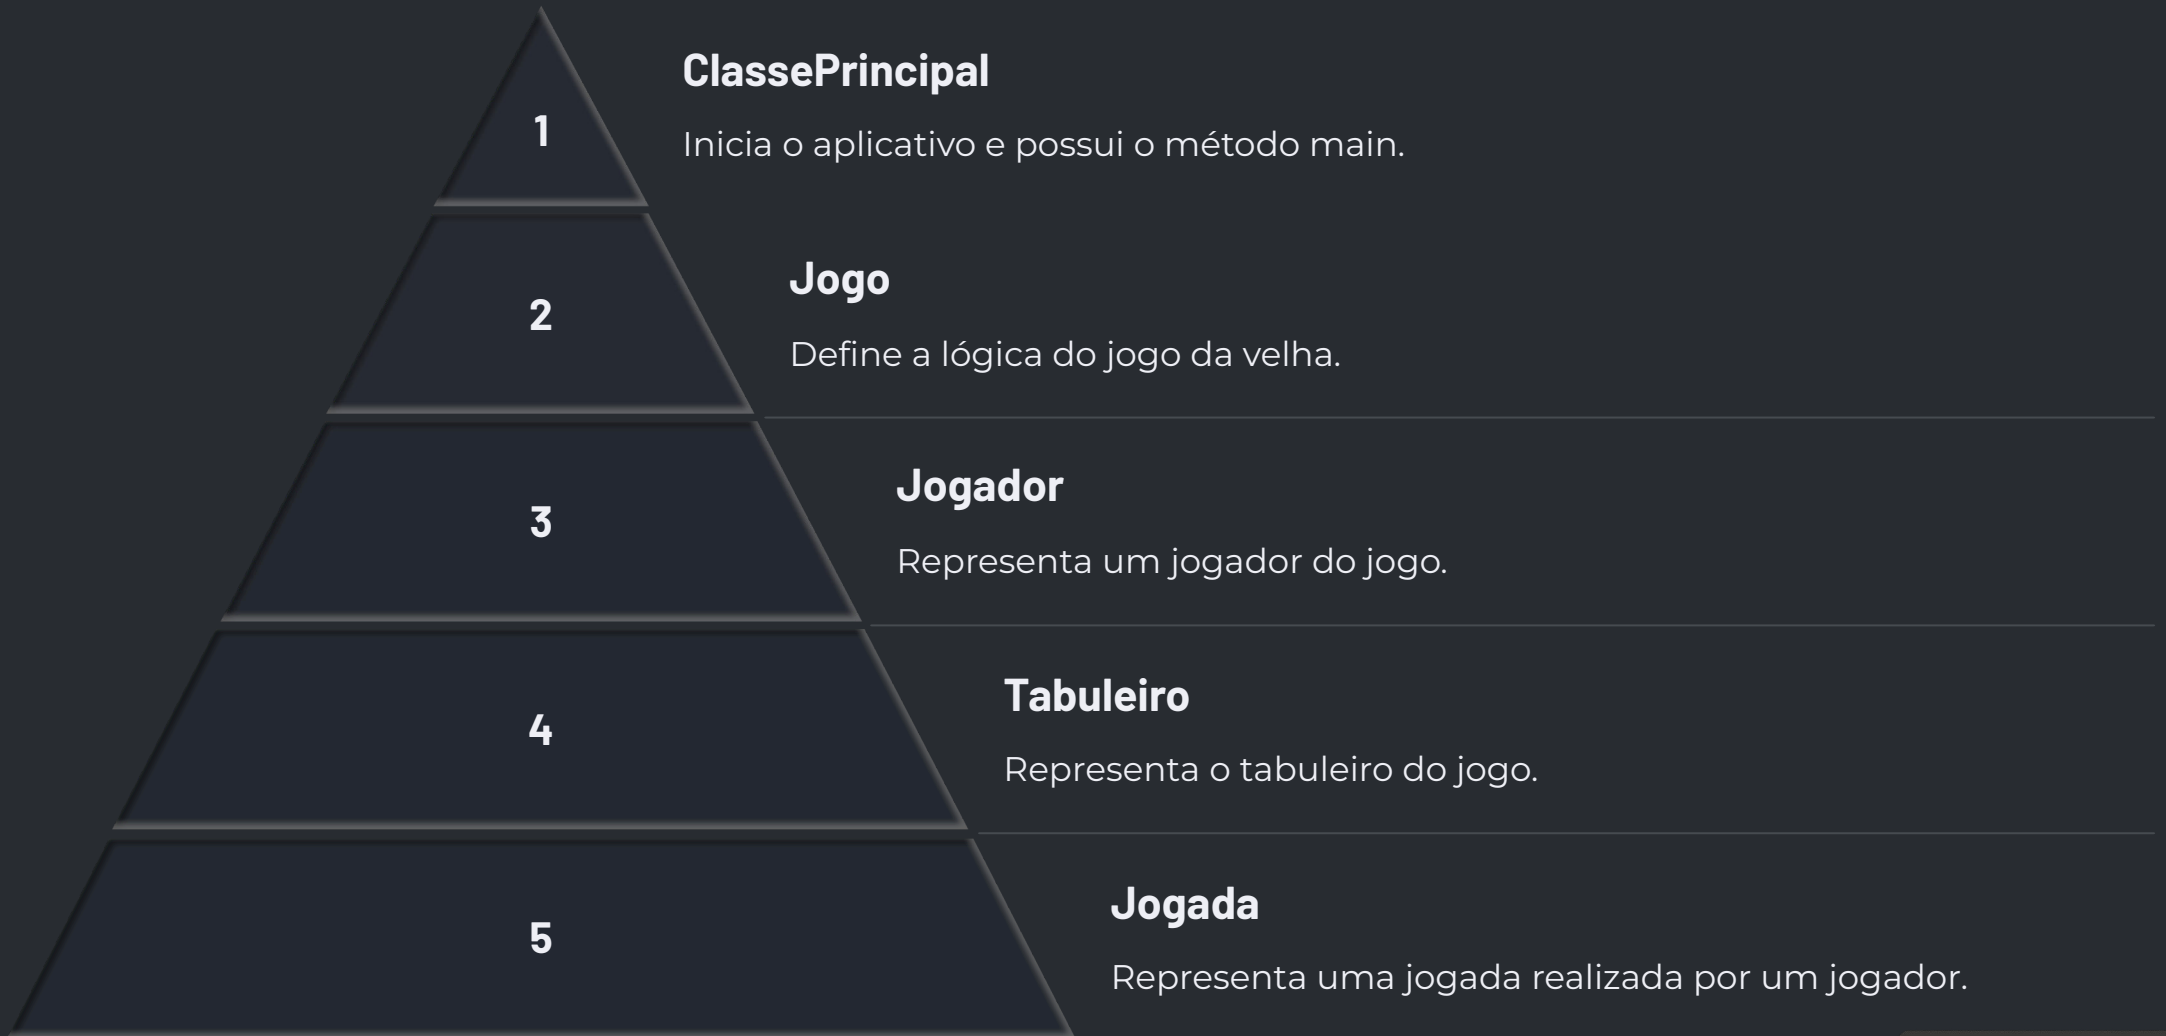 1
ClassePrincipal
Inicia o aplicativo e possui o método main.
2
Jogo
Define a lógica do jogo da velha.
3
Jogador
Representa um jogador do jogo.
4
Tabuleiro
Representa o tabuleiro do jogo.
5
Jogada
Representa uma jogada realizada por um jogador.